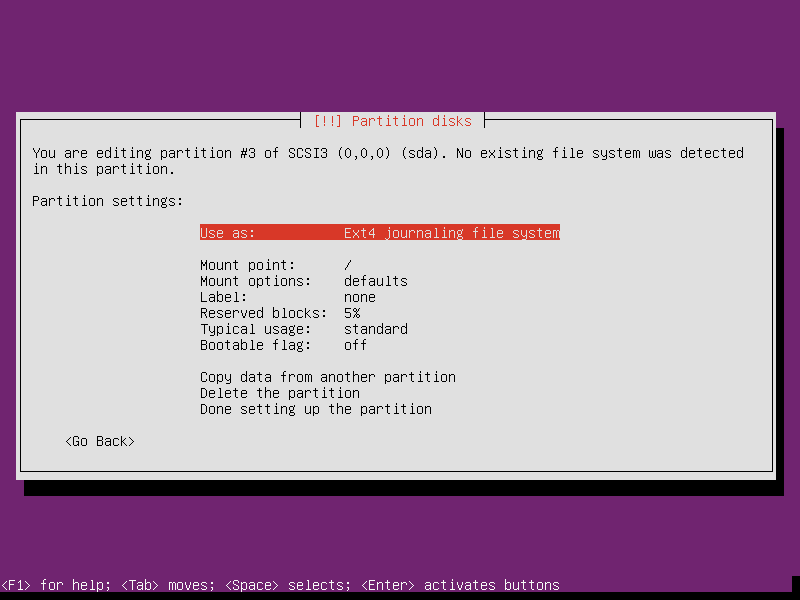 [!!] Partition disks
You are editing partition #3 of SCSI3 (0,0,0) (sda). No existing file system was detected
in this partition.
Partition settings:
Use as: Ext4 journaling file system
Mount point: /
Mount options: defaults
Label: none
Reserved blocks: 5%
Typical usage: standard
Bootable flag: off
Copy data from another partition
Delete the partition
Done setting up the partition
<Go Back>
<F1> for help; <Tab> moves; <Space> selects; <Enter> activates buttons